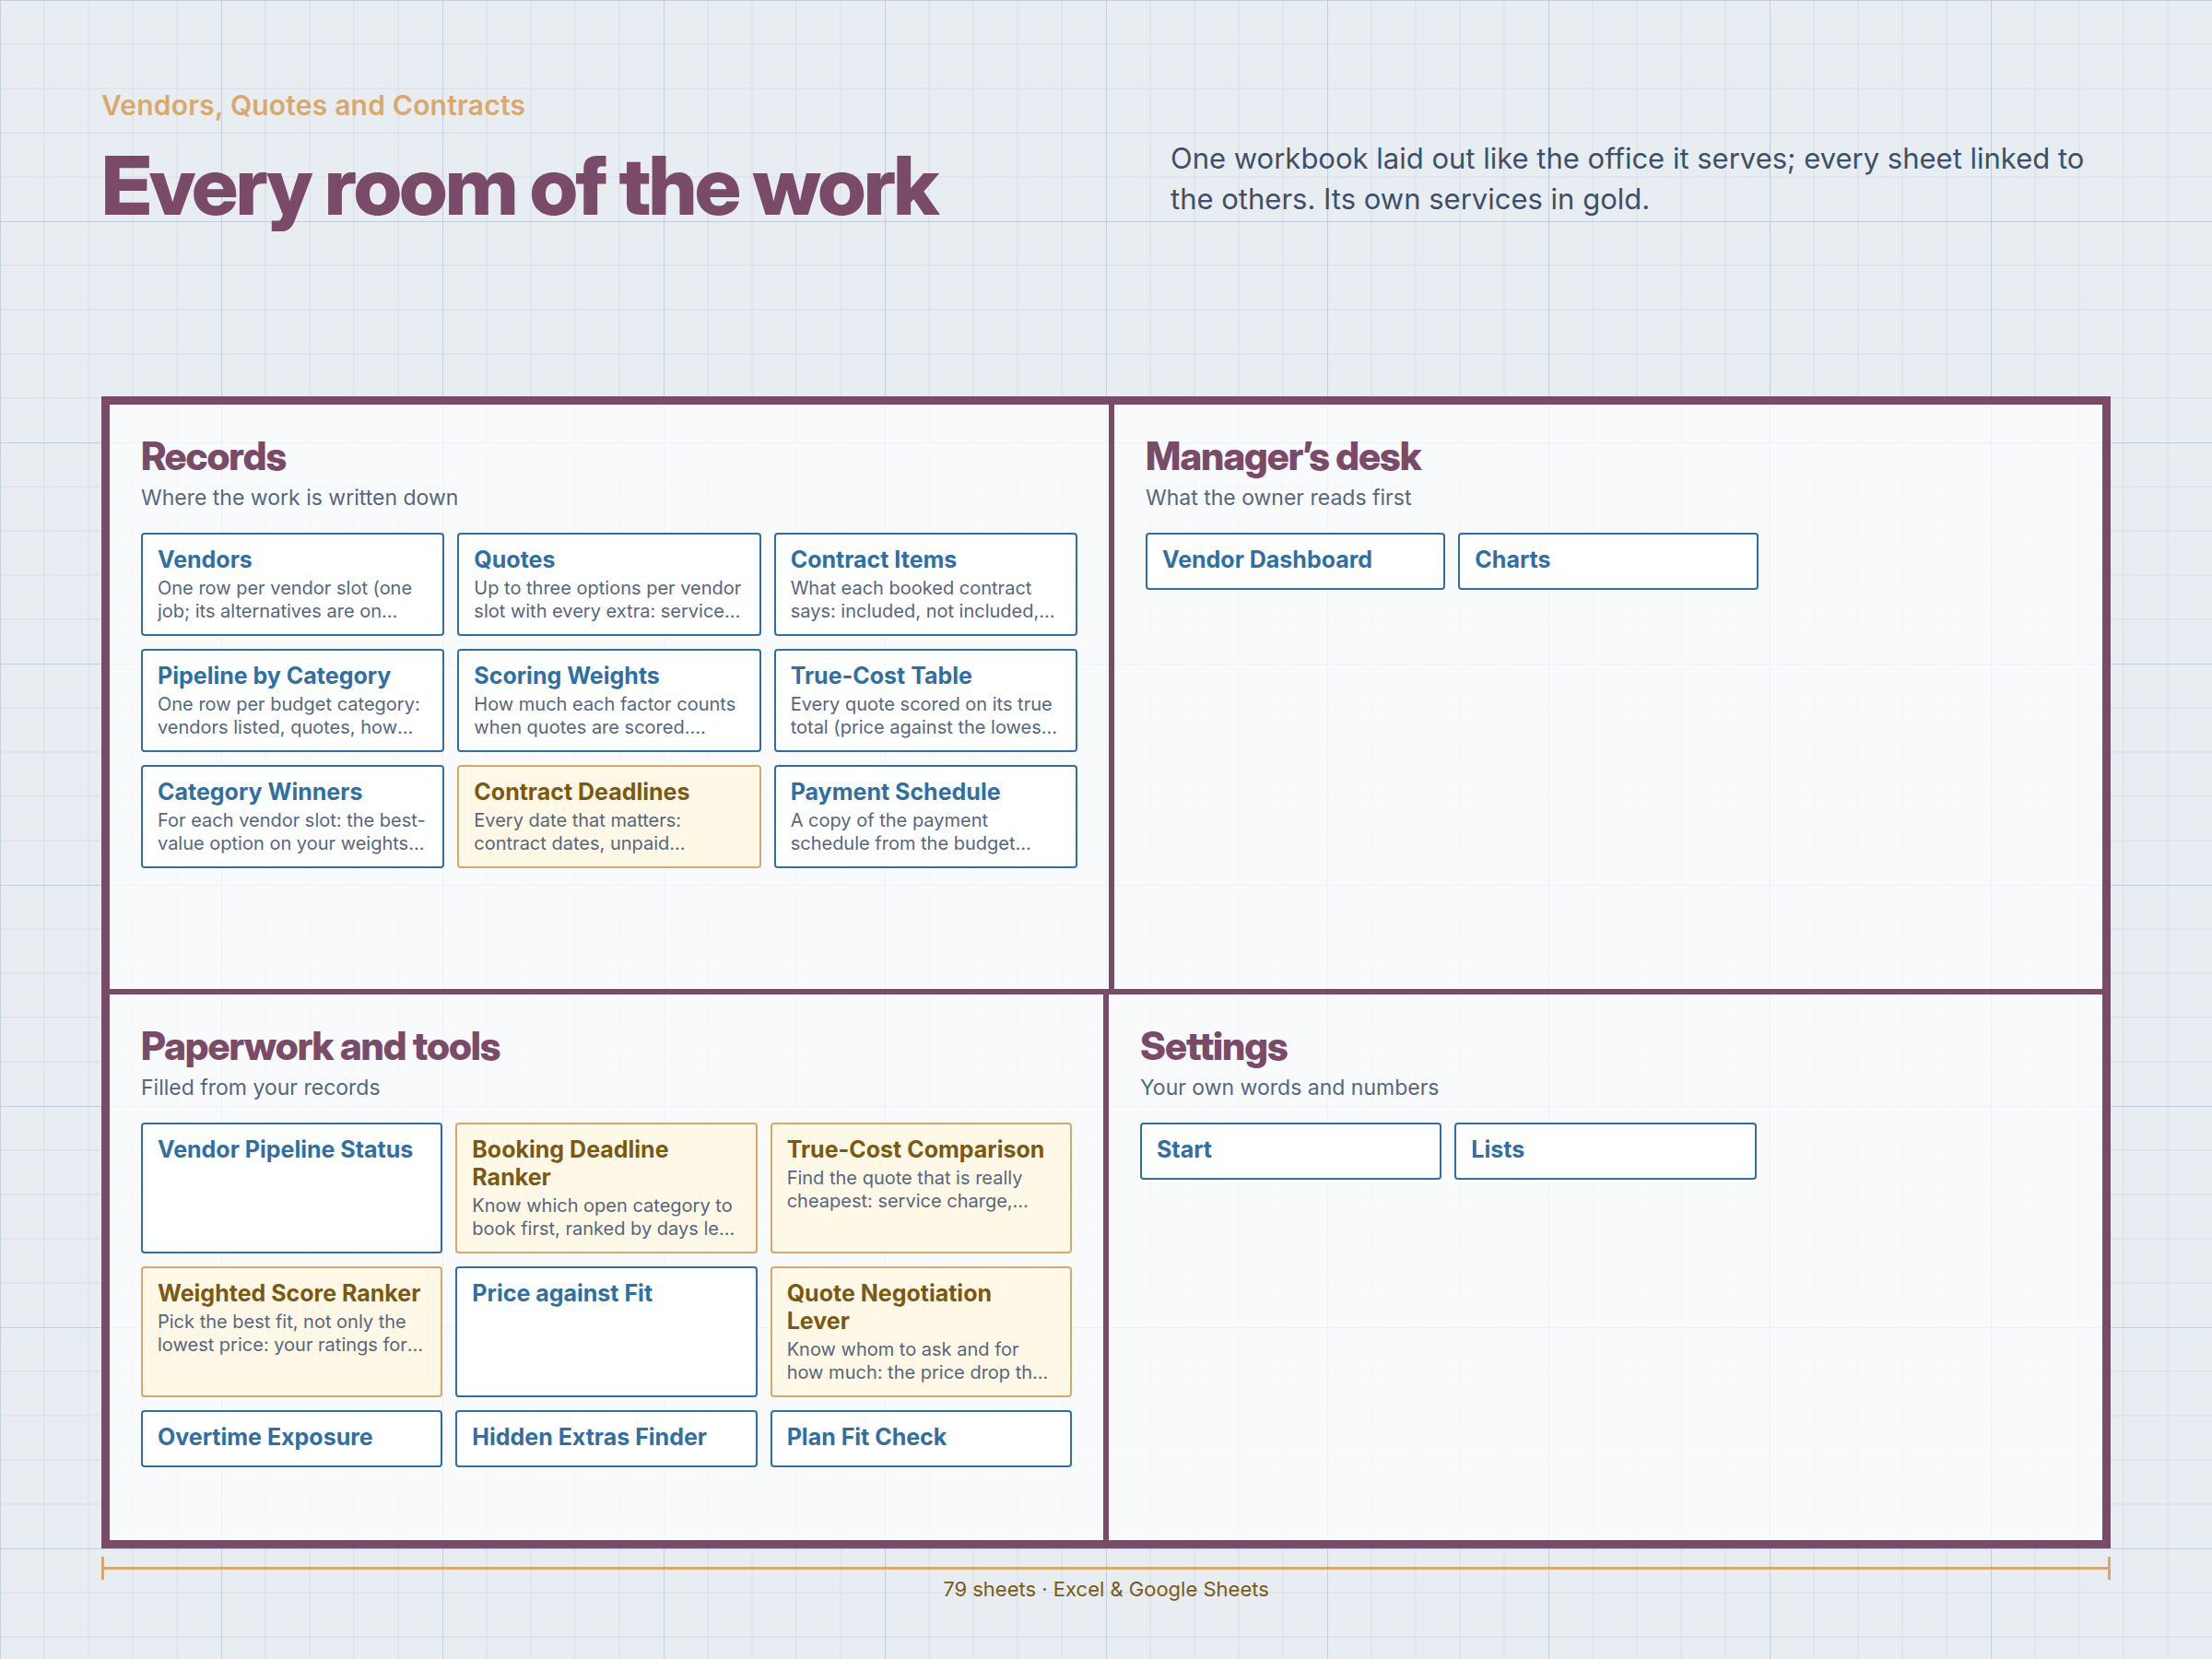 Vendors, Quotes and Contracts
Every room of the work
One workbook laid out like the office it serves; every sheet linked to
the others. Its own services in gold.
Records
Where the work is written down
Vendors
One row per vendor slot (one
job; its alternatives are on...
Quotes
Up to three options per vendor
slot with every extra: service...
Contract Items
What each booked contract
says: included, not included,...
Pipeline by Category
One row per budget category:
vendors listed, quotes, how...
Scoring Weights
How much each factor counts
when quotes are scored....
True-Cost Table
Every quote scored on its true
total (price against the lowes...
Category Winners
For each vendor slot: the best-
value option on your weights...
Contract Deadlines
Every date that matters:
contract dates, unpaid...
Payment Schedule
A copy of the payment
schedule from the budget...
Manager’s desk
What the owner reads first
Vendor Dashboard
Charts
Paperwork and tools
Filled from your records
Vendor Pipeline Status
Booking Deadline
Ranker
Know which open category to
book first, ranked by days le...
True-Cost Comparison
Find the quote that is really
cheapest: service charge,...
Weighted Score Ranker
Pick the best fit, not only the
lowest price: your ratings for...
Price against Fit
Quote Negotiation
Lever
Know whom to ask and for
how much: the price drop th...
Overtime Exposure
Hidden Extras Finder
Plan Fit Check
Settings
Your own words and numbers
Start
Lists
79 sheets · Excel & Google Sheets